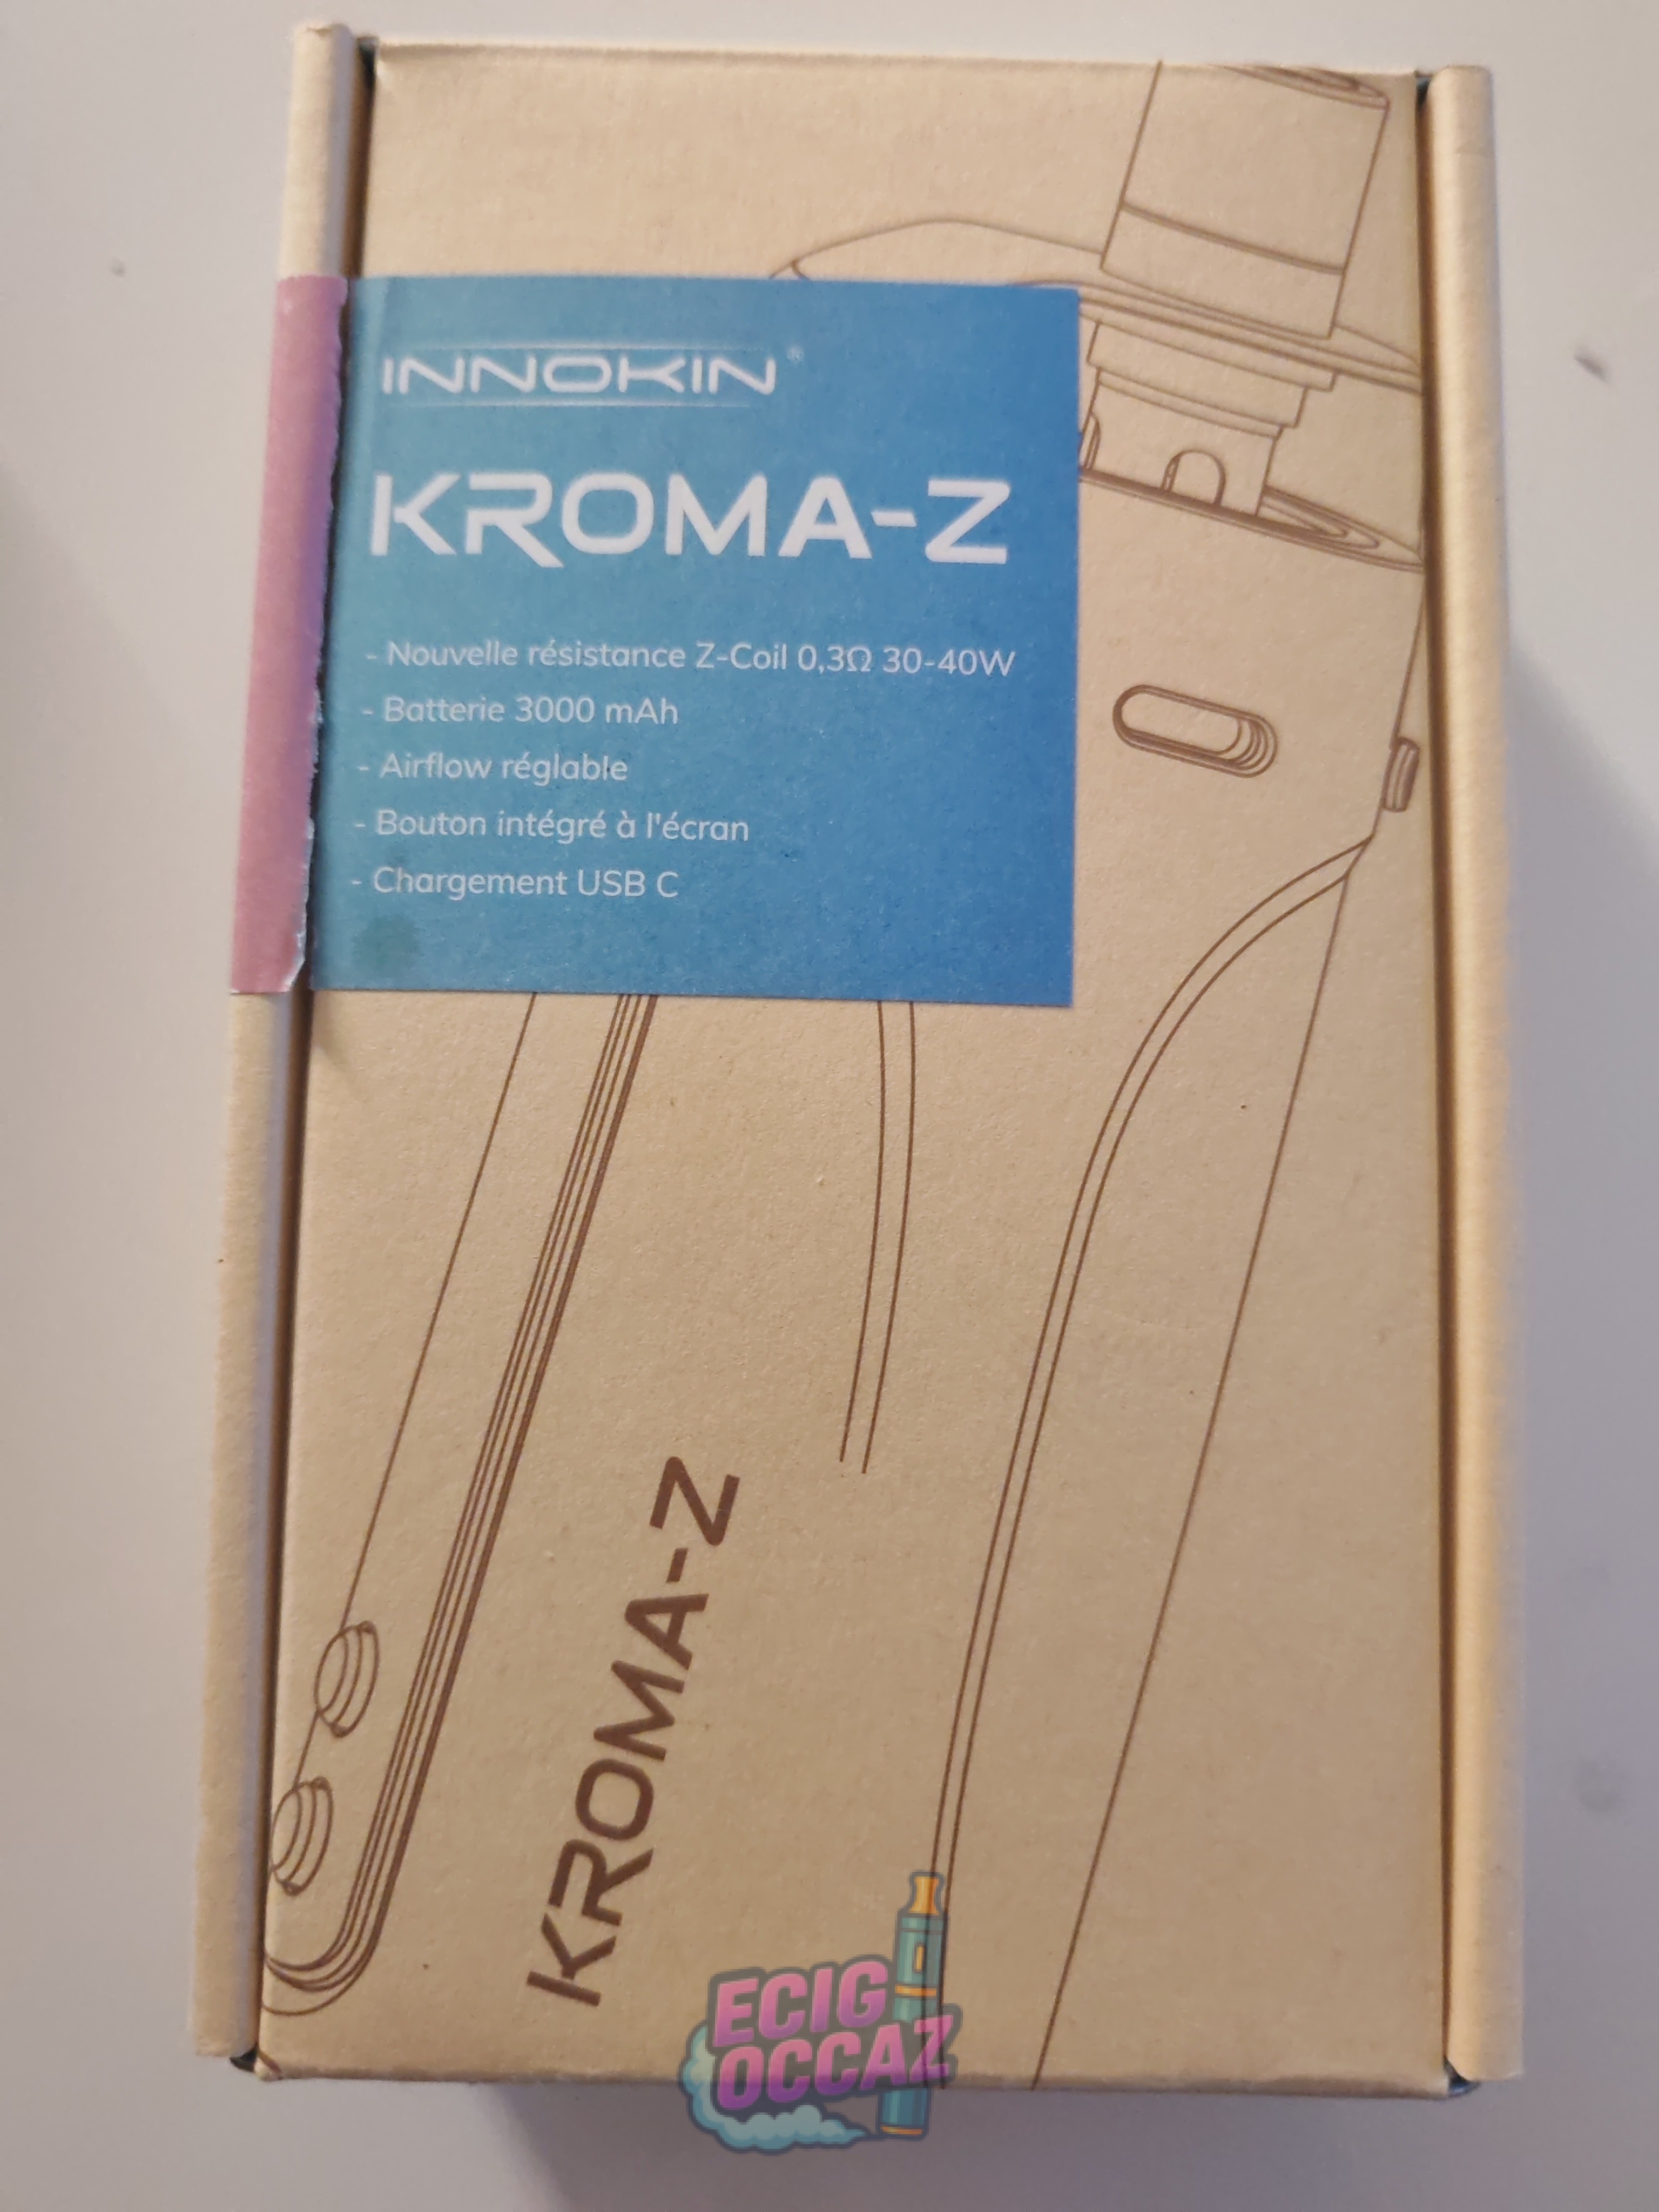 INNOKIN®
KROMA-Z
- Nouvelle résistance Z-Coil 0,3Ω 30-40W
- Batterie 3000 mAh
- Airflow réglable
- Bouton intégré à l'écran
- Chargement USB C
KROMA-Z
ECIG
OCCAZ